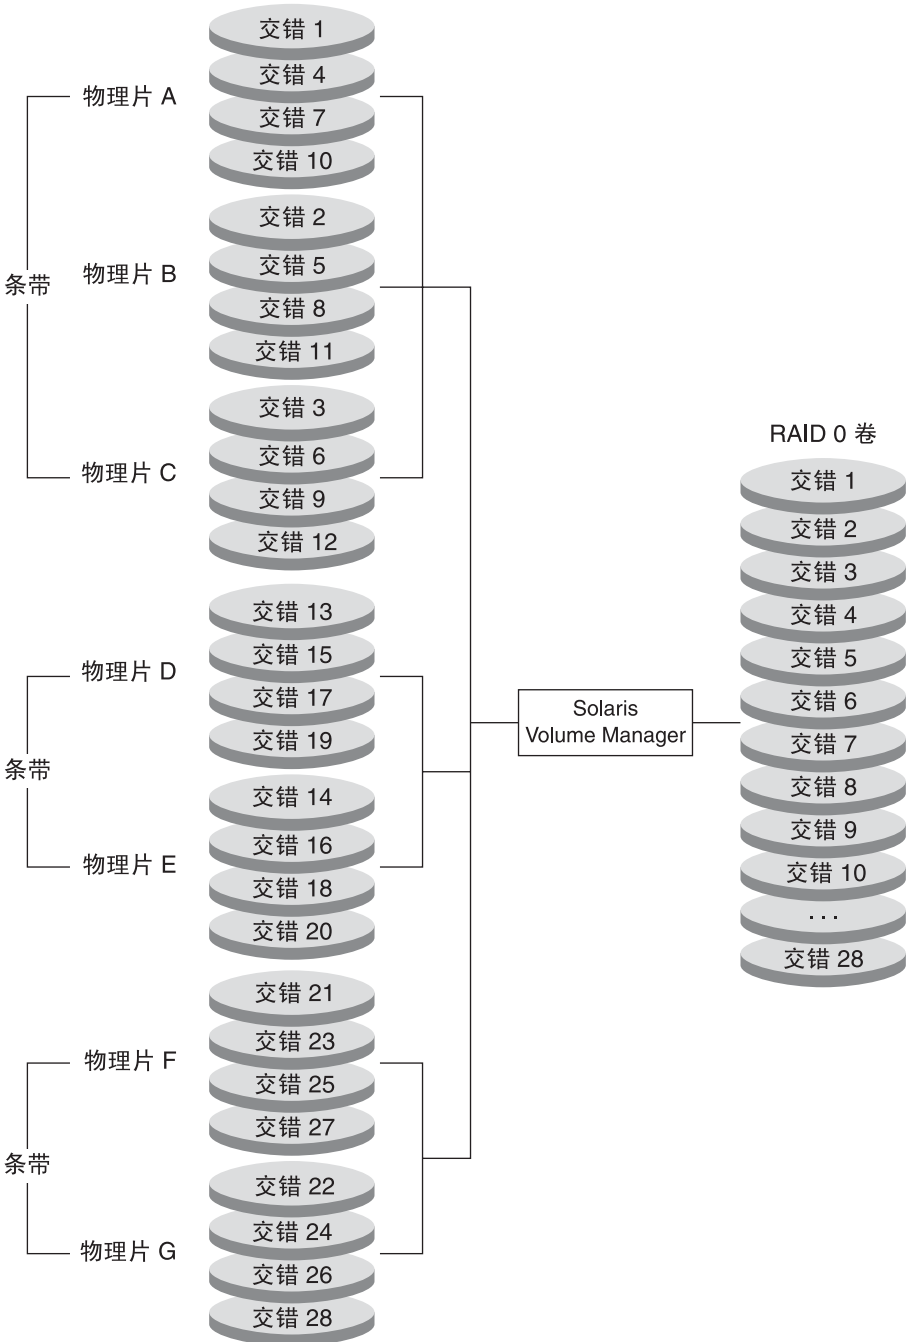 条带
物理片 A
交错 1
交错 4
交错 7
交错 10
物理片 B
交错 2
交错 5
交错 8
交错 11
物理片 C
交错 3
交错 6
交错 9
交错 12
条带
物理片 D
交错 13
交错 15
交错 17
交错 19
物理片 E
交错 14
交错 16
交错 18
交错 20
条带
物理片 F
交错 21
交错 23
交错 25
交错 27
物理片 G
交错 22
交错 24
交错 26
交错 28
Solaris
Volume Manager
RAID 0 卷
交错 1
交错 2
交错 3
交错 4
交错 5
交错 6
交错 7
交错 8
交错 9
交错 10
...
交错 28